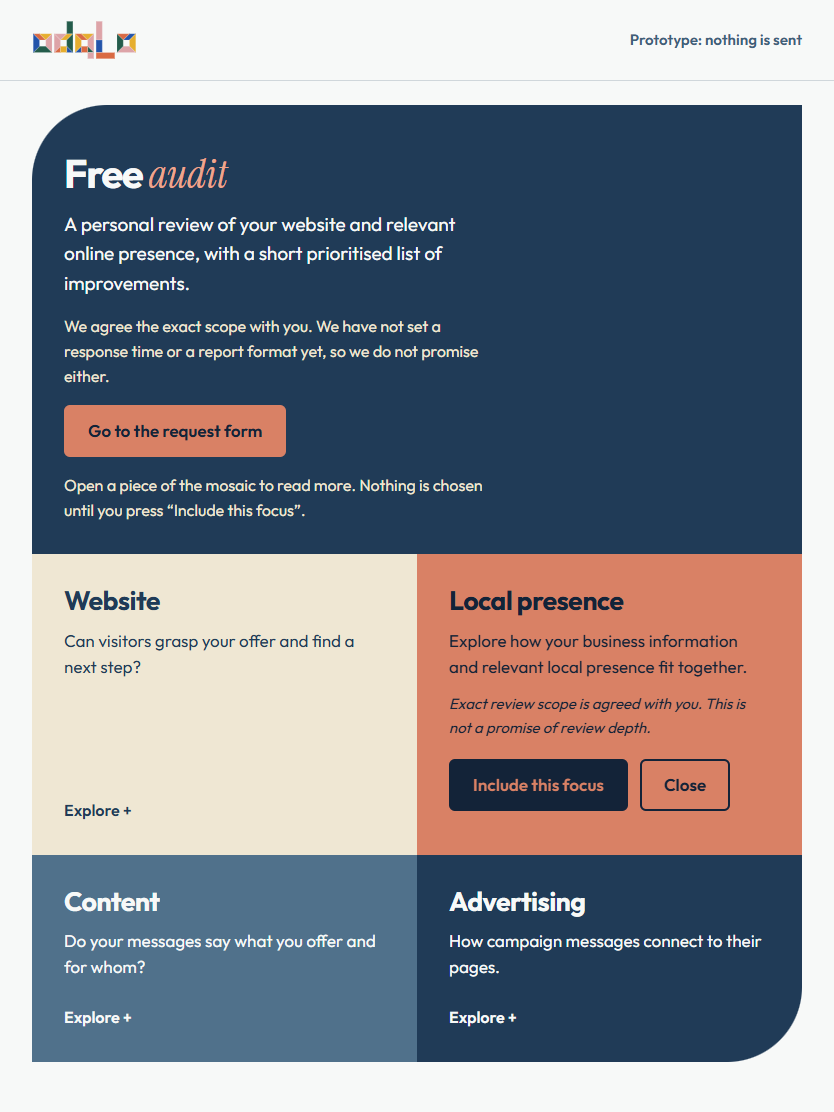 adqlo
Prototype: nothing is sent
Free audit
A personal review of your website and relevant
online presence, with a short prioritised list of
improvements.
We agree the exact scope with you. We have not set a
response time or a report format yet, so we do not promise
either.
Go to the request form
Open a piece of the mosaic to read more. Nothing is chosen
until you press “Include this focus”.
Website
Can visitors grasp your offer and find a
next step?
Explore +
Local presence
Explore how your business information
and relevant local presence fit together.
Exact review scope is agreed with you. This is
not a promise of review depth.
Include this focus
Close
Content
Do your messages say what you offer and
for whom?
Explore +
Advertising
How campaign messages connect to their
pages.
Explore +